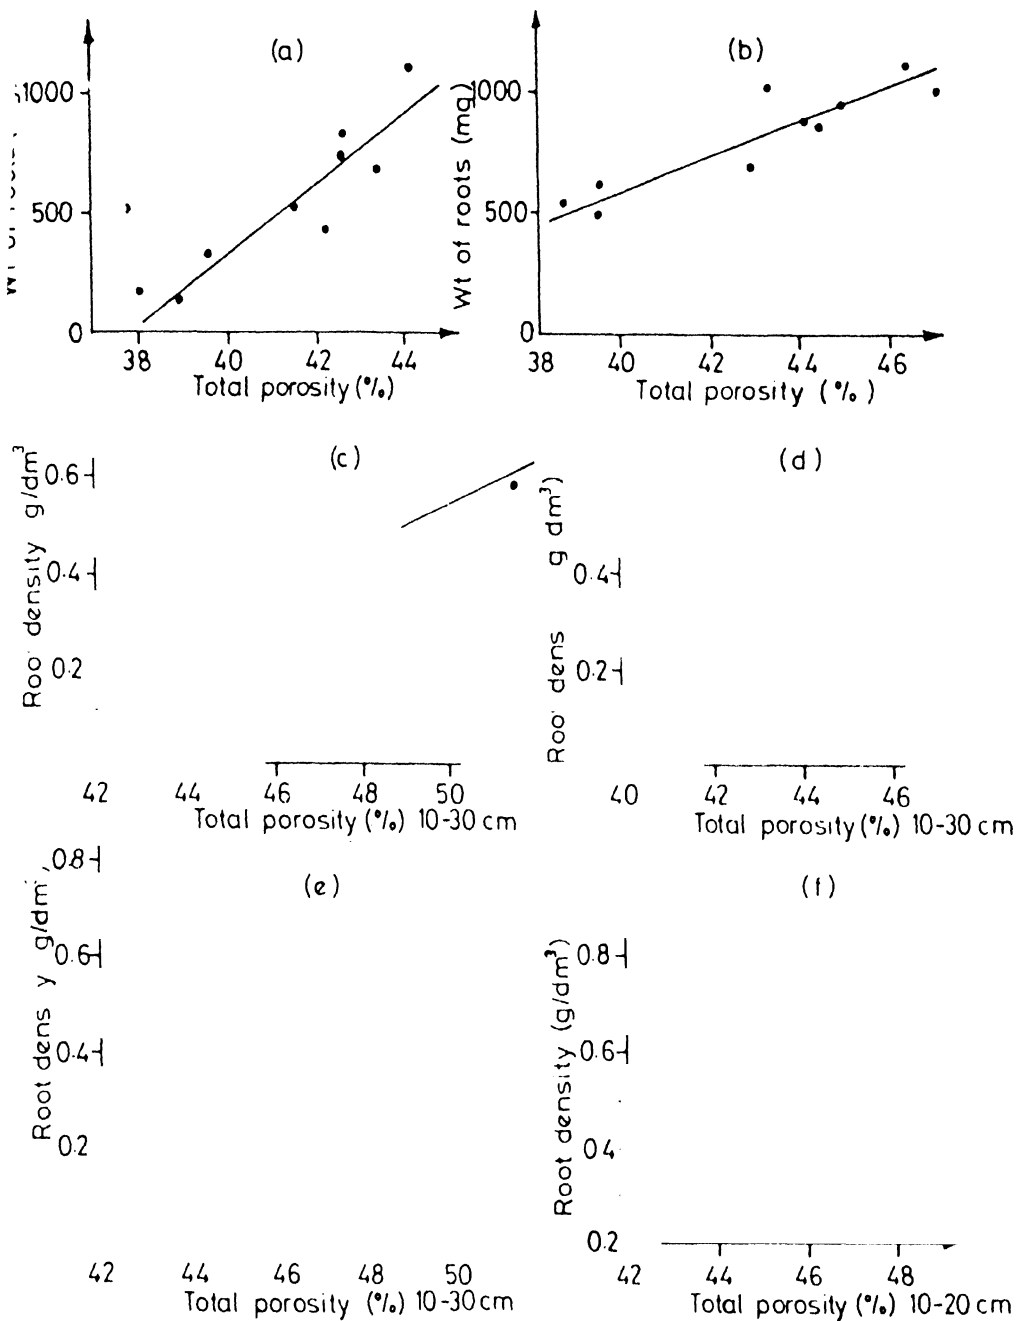 (a)
1000
500
0
38 40 42 44
Total porosity (%)
(b)
Wt of roots (mg)
1000
500
0
38 40 42 44 46
Total porosity (%)
(c)
density g/dm³
0.6
0.4
0.2
42 44 46 48 50
Total porosity (%) 10-30 cm
(d)
dens g dm³)
0.4
0.2
40 42 44 46
Total porosity (%) 10-30 cm
(e)
Root dens y g/dm
0.8
0.6
0.4
0.2
42 44 46 48 50
Total porosity (%) 10-30 cm
(f)
Root density (g/dm³)
0.8
0.6
0.4
0.2
42 44 46 48
Total porosity (%) 10-20 cm